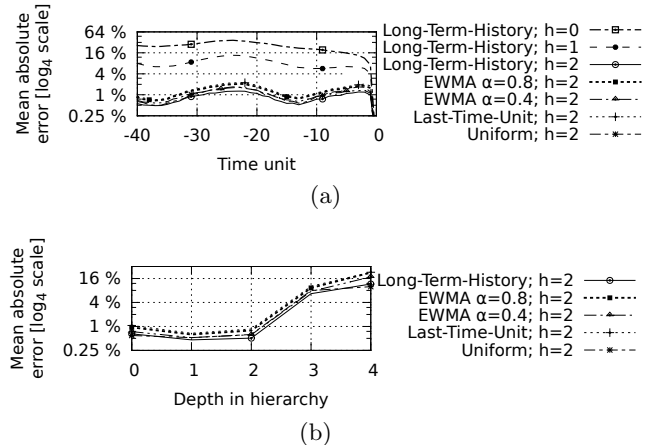 Mean absolute
error [log4 scale]
64 %
16 %
4 %
1 %
0.25 %
-40
-30
-20
-10
0
Time unit
Long-Term-History; h=0
Long-Term-History; h=1
Long-Term-History; h=2
EWMA α=0.8; h=2
EWMA α=0.4; h=2
Last-Time-Unit; h=2
Uniform; h=2
(a)
Mean absolute
error [log4 scale]
16 %
4 %
1 %
0.25 %
0
1
2
3
4
Depth in hierarchy
Long-Term-History; h=2
EWMA α=0.8; h=2
EWMA α=0.4; h=2
Last-Time-Unit; h=2
Uniform; h=2
(b)